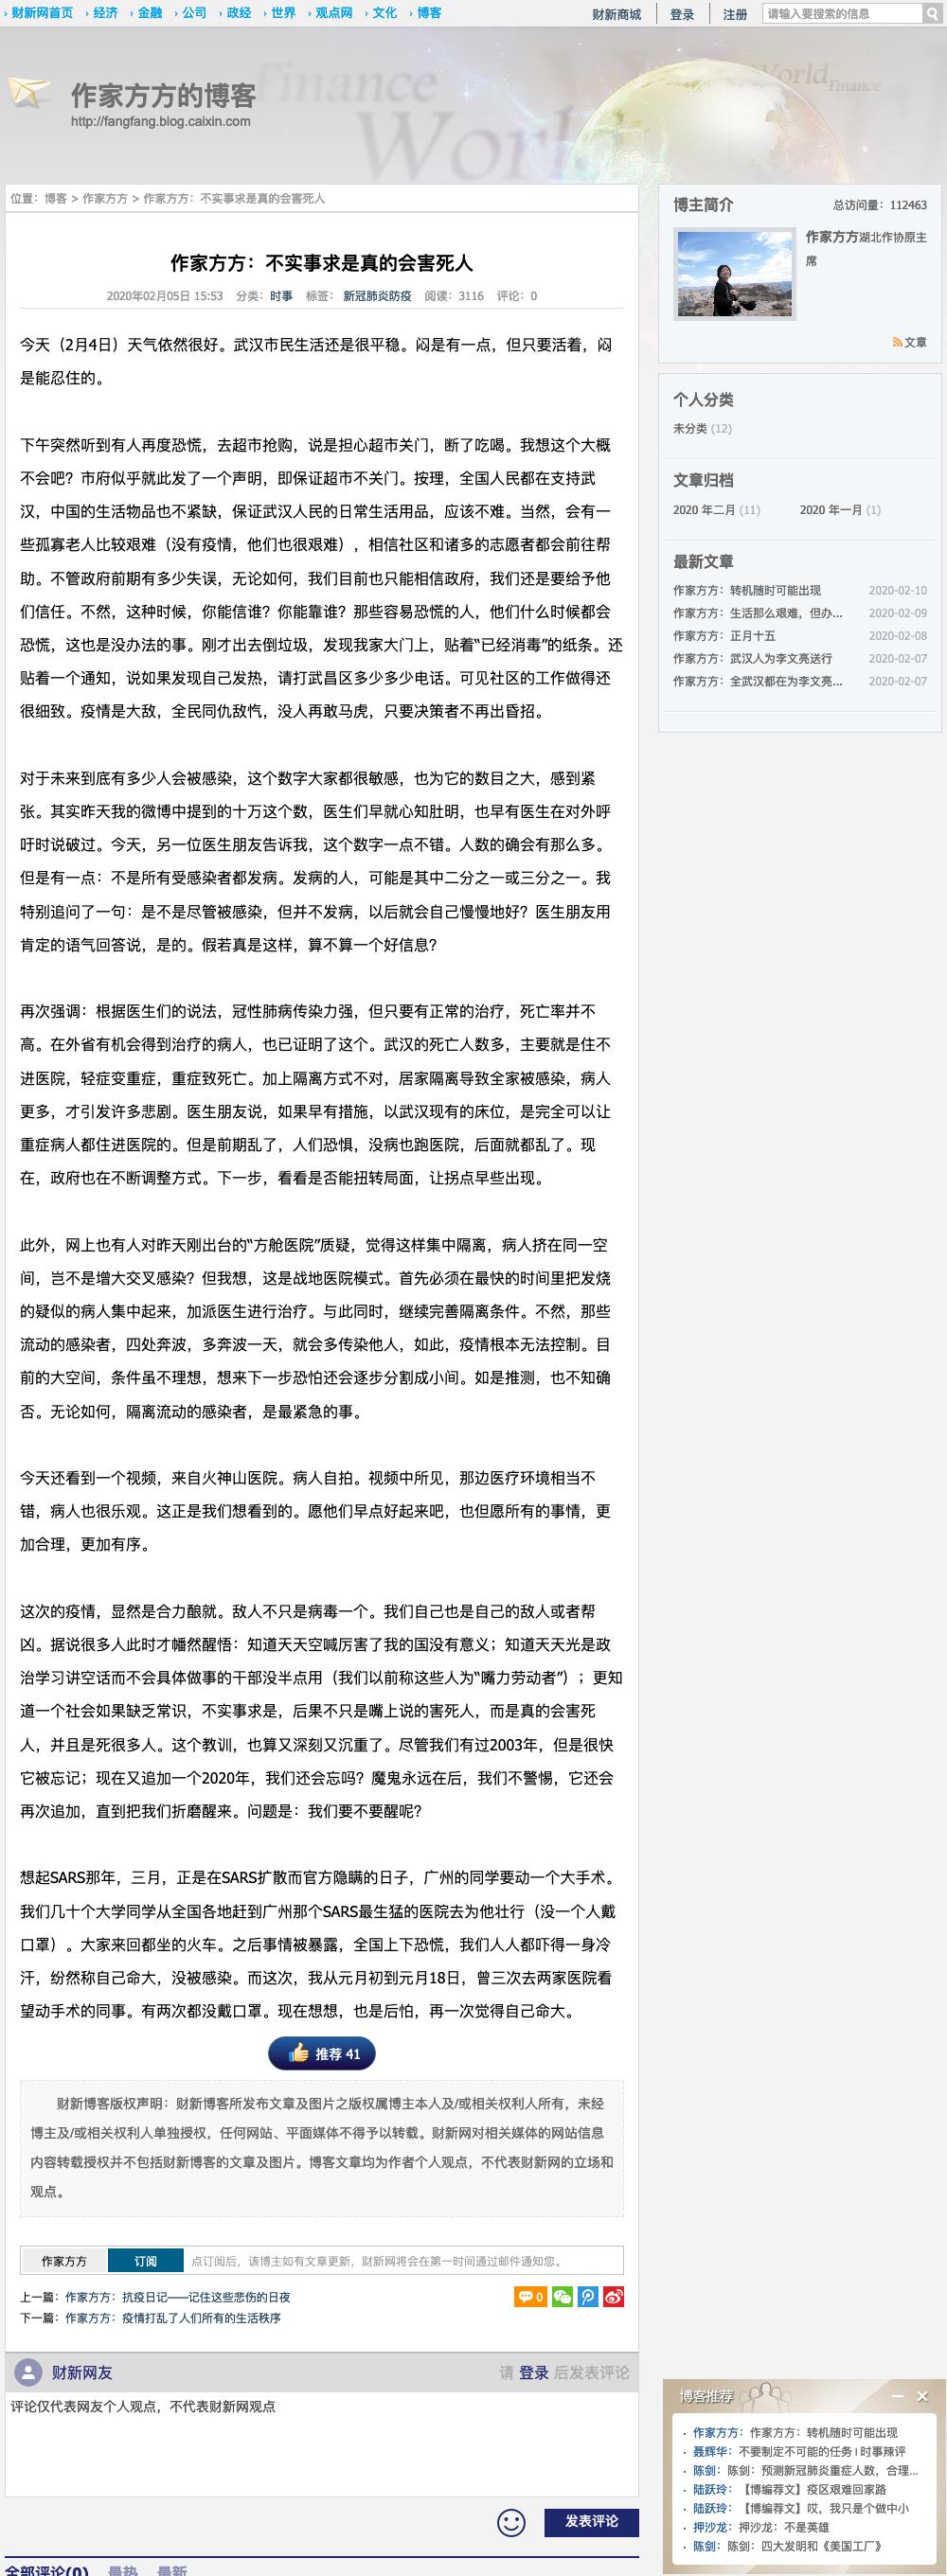 › 财新网首页 › 经济 › 金融 › 公司 › 政经 › 世界 › 观点网 › 文化 › 博客
财新商城 登录 注册 请输入要搜索的信息
Finance
World
World
Finance
作家方方的博客
http://fangfang.blog.caixin.com
位置：博客 > 作家方方 > 作家方方：不实事求是真的会害死人
作家方方：不实事求是真的会害死人
2020年02月05日 15:53 分类：时事 标签： 新冠肺炎防疫 阅读：3116 评论：0
今天（2月4日）天气依然很好。武汉市民生活还是很平稳。闷是有一点，但只要活着，闷
是能忍住的。
下午突然听到有人再度恐慌，去超市抢购，说是担心超市关门，断了吃喝。我想这个大概
不会吧？市府似乎就此发了一个声明，即保证超市不关门。按理，全国人民都在支持武
汉，中国的生活物品也不紧缺，保证武汉人民的日常生活用品，应该不难。当然，会有一
些孤寡老人比较艰难（没有疫情，他们也很艰难），相信社区和诸多的志愿者都会前往帮
助。不管政府前期有多少失误，无论如何，我们目前也只能相信政府，我们还是要给予他
们信任。不然，这种时候，你能信谁？你能靠谁？那些容易恐慌的人，他们什么时候都会
恐慌，这也是没办法的事。刚才出去倒垃圾，发现我家大门上，贴着“已经消毒”的纸条。还
贴着一个通知，说如果发现自己发热，请打武昌区多少多少电话。可见社区的工作做得还
很细致。疫情是大敌，全民同仇敌忾，没人再敢马虎，只要决策者不再出昏招。
对于未来到底有多少人会被感染，这个数字大家都很敏感，也为它的数目之大，感到紧
张。其实昨天我的微博中提到的十万这个数，医生们早就心知肚明，也早有医生在对外呼
吁时说破过。今天，另一位医生朋友告诉我，这个数字一点不错。人数的确会有那么多。
但是有一点：不是所有受感染者都发病。发病的人，可能是其中二分之一或三分之一。我
特别追问了一句：是不是尽管被感染，但并不发病，以后就会自己慢慢地好？医生朋友用
肯定的语气回答说，是的。假若真是这样，算不算一个好信息？
再次强调：根据医生们的说法，冠性肺病传染力强，但只要有正常的治疗，死亡率并不
高。在外省有机会得到治疗的病人，也已证明了这个。武汉的死亡人数多，主要就是住不
进医院，轻症变重症，重症致死亡。加上隔离方式不对，居家隔离导致全家被感染，病人
更多，才引发许多悲剧。医生朋友说，如果早有措施，以武汉现有的床位，是完全可以让
重症病人都住进医院的。但是前期乱了，人们恐惧，没病也跑医院，后面就都乱了。现
在，政府也在不断调整方式。下一步，看看是否能扭转局面，让拐点早些出现。
此外，网上也有人对昨天刚出台的“方舱医院”质疑，觉得这样集中隔离，病人挤在同一空
间，岂不是增大交叉感染？但我想，这是战地医院模式。首先必须在最快的时间里把发烧
的疑似的病人集中起来，加派医生进行治疗。与此同时，继续完善隔离条件。不然，那些
流动的感染者，四处奔波，多奔波一天，就会多传染他人，如此，疫情根本无法控制。目
前的大空间，条件虽不理想，想来下一步恐怕还会逐步分割成小间。如是推测，也不知确
否。无论如何，隔离流动的感染者，是最紧急的事。
今天还看到一个视频，来自火神山医院。病人自拍。视频中所见，那边医疗环境相当不
错，病人也很乐观。这正是我们想看到的。愿他们早点好起来吧，也但愿所有的事情，更
加合理，更加有序。
这次的疫情，显然是合力酿就。敌人不只是病毒一个。我们自己也是自己的敌人或者帮
凶。据说很多人此时才幡然醒悟：知道天天空喊厉害了我的国没有意义；知道天天光是政
治学习讲空话而不会具体做事的干部没半点用（我们以前称这些人为“嘴力劳动者”）；更知
道一个社会如果缺乏常识，不实事求是，后果不只是嘴上说的害死人，而是真的会害死
人，并且是死很多人。这个教训，也算又深刻又沉重了。尽管我们有过2003年，但是很快
它被忘记；现在又追加一个2020年，我们还会忘吗？魔鬼永远在后，我们不警惕，它还会
再次追加，直到把我们折磨醒来。问题是：我们要不要醒呢？
想起SARS那年，三月，正是在SARS扩散而官方隐瞒的日子，广州的同学要动一个大手术。
我们几十个大学同学从全国各地赶到广州那个SARS最生猛的医院去为他壮行（没一个人戴
口罩）。大家来回都坐的火车。之后事情被暴露，全国上下恐慌，我们人人都吓得一身冷
汗，纷然称自己命大，没被感染。而这次，我从元月初到元月18日，曾三次去两家医院看
望动手术的同事。有两次都没戴口罩。现在想想，也是后怕，再一次觉得自己命大。
推荐 41
财新博客版权声明：财新博客所发布文章及图片之版权属博主本人及/或相关权利人所有，未经
博主及/或相关权利人单独授权，任何网站、平面媒体不得予以转载。财新网对相关媒体的网站信息
内容转载授权并不包括财新博客的文章及图片。博客文章均为作者个人观点，不代表财新网的立场和
观点。
作家方方 订阅 点订阅后，该博主如有文章更新，财新网将会在第一时间通过邮件通知您。
上一篇：作家方方：抗疫日记——记住这些悲伤的日夜
0
下一篇：作家方方：疫情打乱了人们所有的生活秩序
财新网友 请 登录 后发表评论
评论仅代表网友个人观点，不代表财新网观点
发表评论
全部评论(0) 最热 最新
博主简介 总访问量：112463
作家方方湖北作协原主
席
文章
个人分类
未分类 (12)
文章归档
2020 年二月 (11) 2020 年一月 (1)
最新文章
作家方方：转机随时可能出现 2020-02-10
作家方方：生活那么艰难，但办... 2020-02-09
作家方方：正月十五 2020-02-08
作家方方：武汉人为李文亮送行 2020-02-07
作家方方：全武汉都在为李文亮... 2020-02-07
博客推荐
· 作家方方：作家方方：转机随时可能出现
· 聂辉华：不要制定不可能的任务 | 时事辣评
· 陈剑：陈剑：预测新冠肺炎重症人数，合理...
· 陆跃玲：【博编荐文】疫区艰难回家路
· 陆跃玲：【博编荐文】哎，我只是个做中小
· 押沙龙：押沙龙：不是英雄
· 陈剑：陈剑：四大发明和《美国工厂》